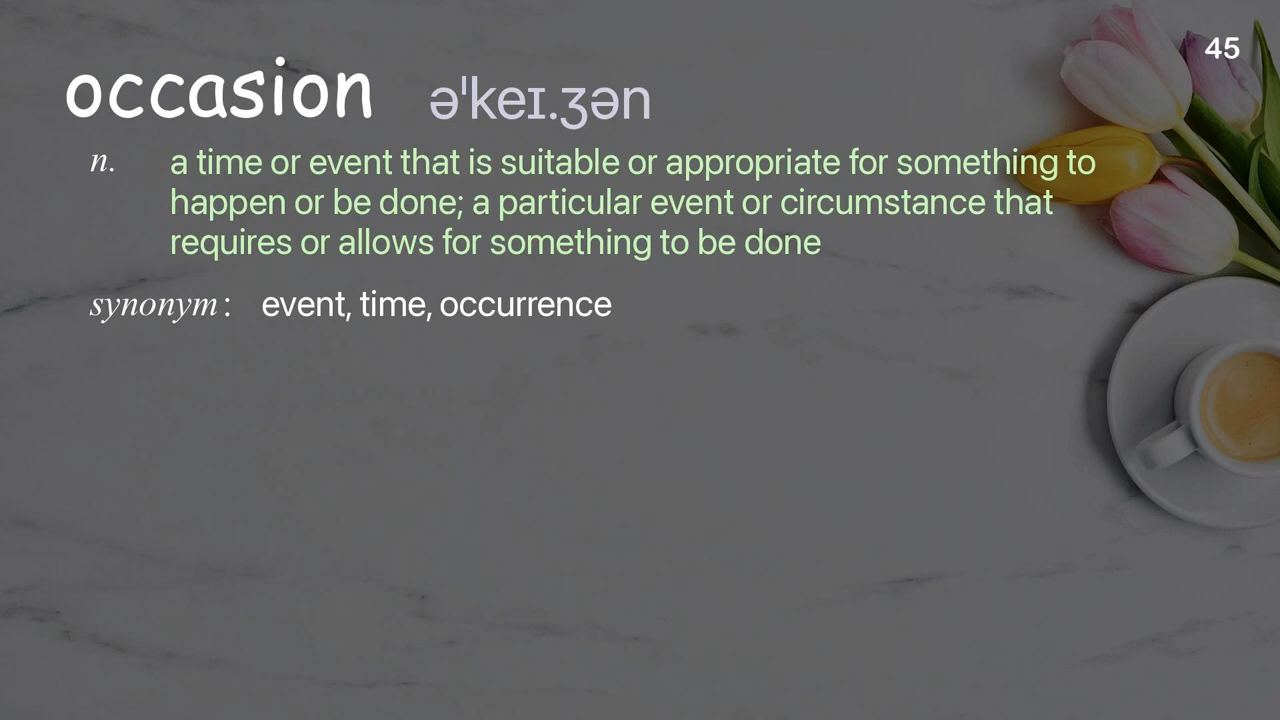 45
occasion əˈkeɪ.ʒən
n. a time or event that is suitable or appropriate for something to
happen or be done; a particular event or circumstance that
requires or allows for something to be done
synonym: event, time, occurrence